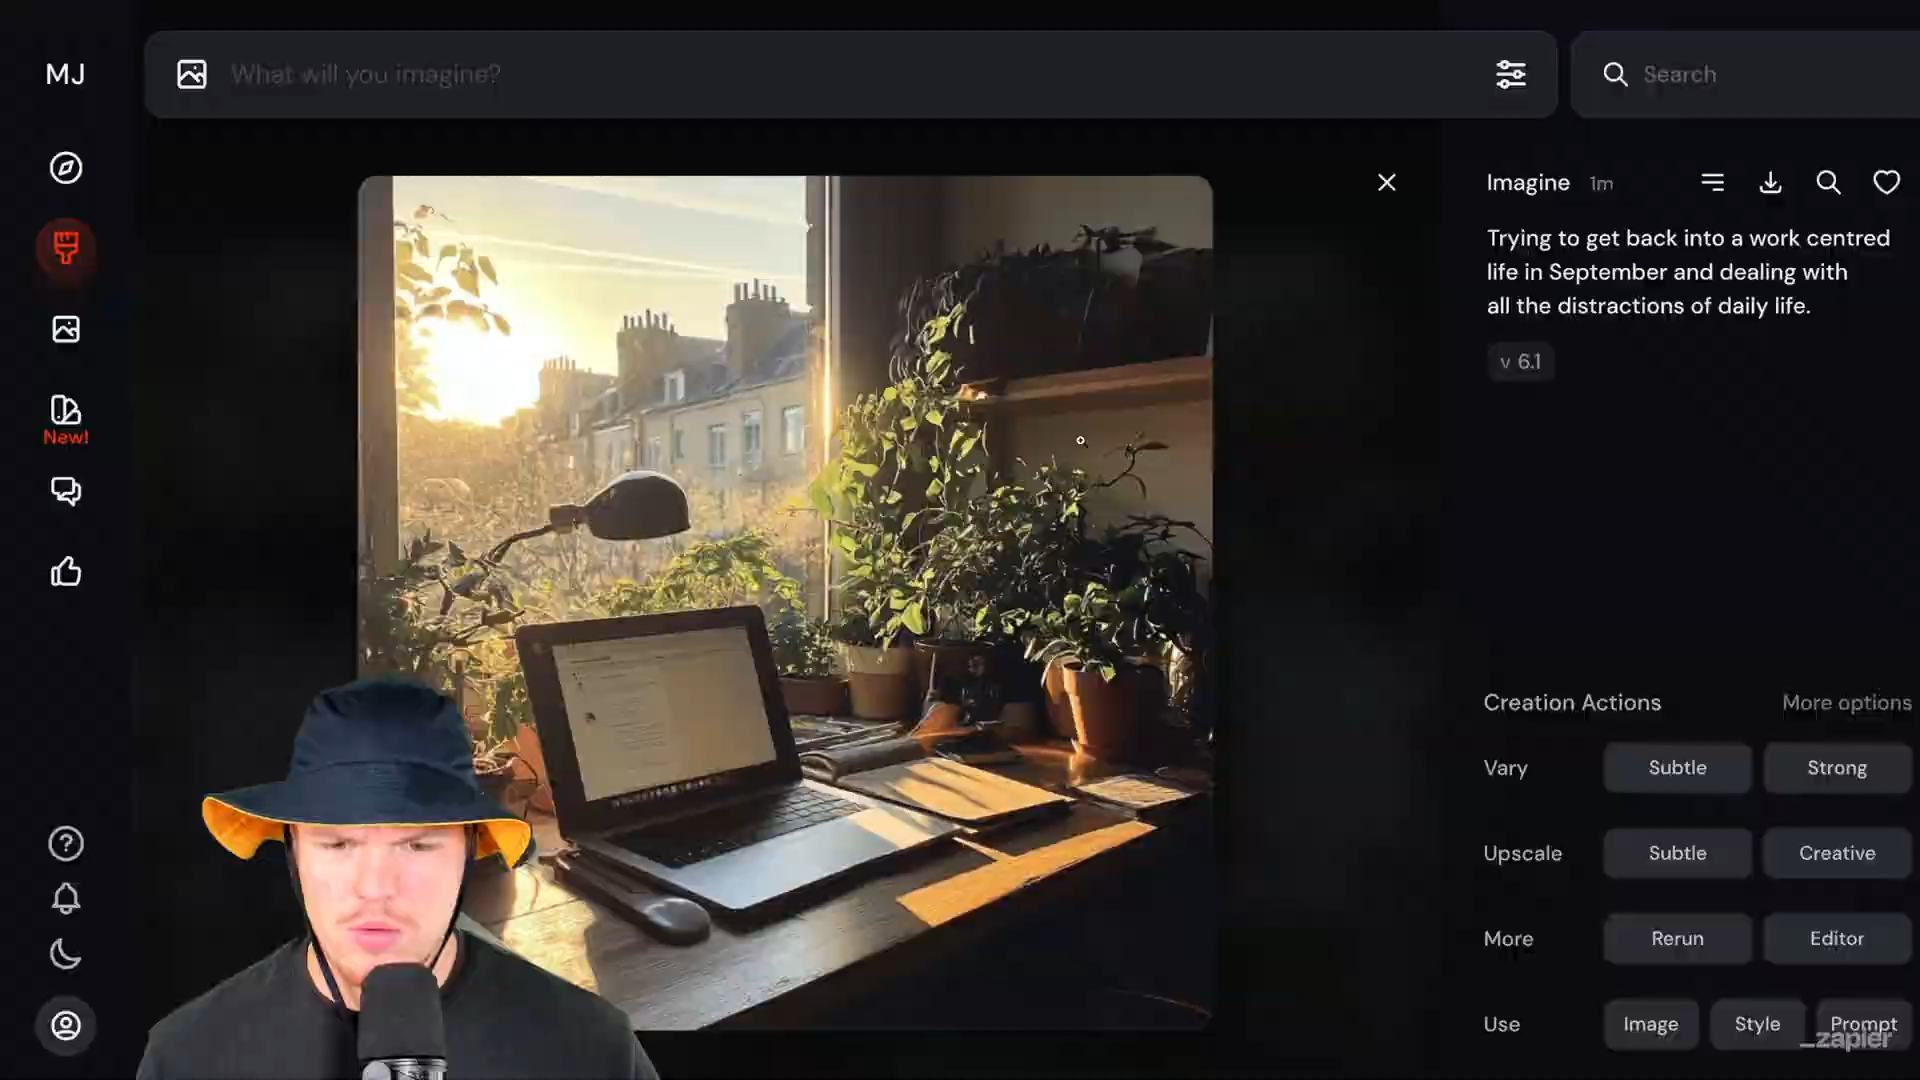 MJ
What will you imagine?
Search
Imagine 1m
Trying to get back into a work centred
life in September and dealing with
all the distractions of daily life.
v 6.1
New!
Creation Actions More options
Vary Subtle Strong
Upscale Subtle Creative
More Rerun Editor
Use Image Style Prompt
_zapier